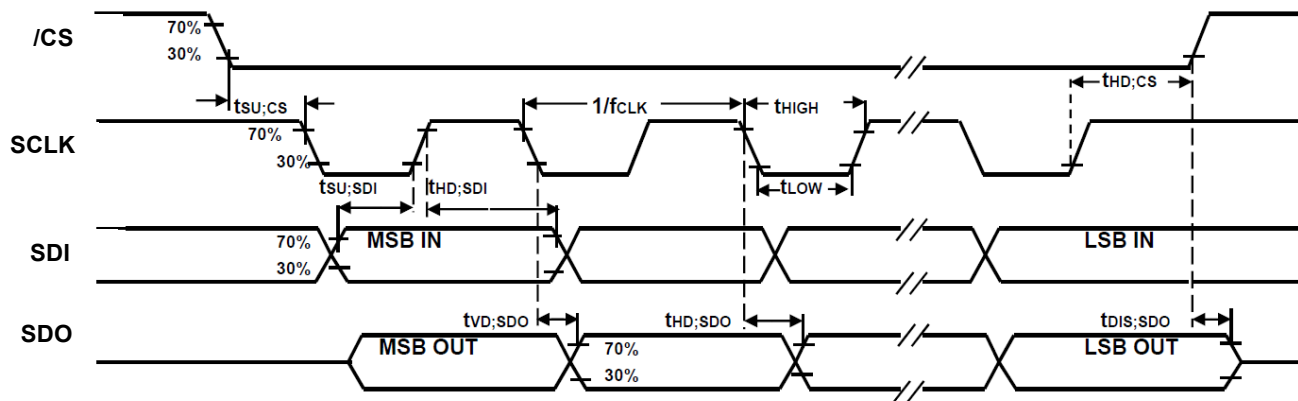 /CS
70%
30%
tSU;CS
1/fCLK
tHIGH
tHD;CS
SCLK
70%
30%
tSU;SDI
tHD;SDI
tLOW
SDI
70%
30%
MSB IN
LSB IN
SDO
tVD;SDO
tHD;SDO
tDIS;SDO
MSB OUT
70%
30%
LSB OUT